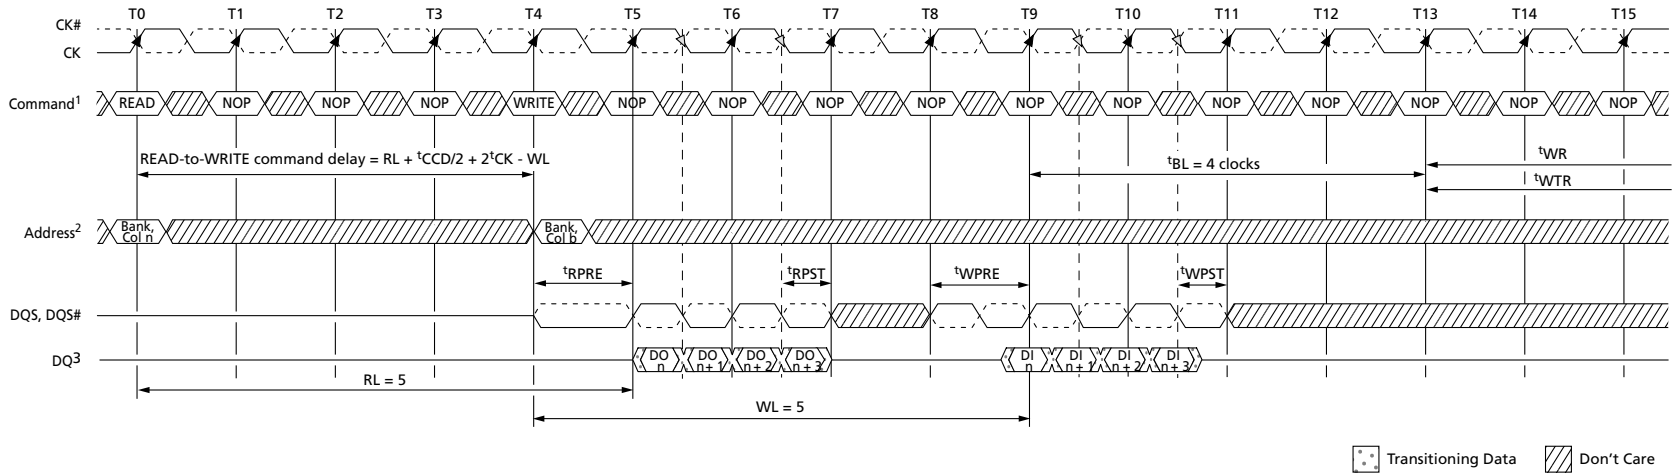 T0 T1 T2 T3 T4 T5 T6 T7 T8 T9 T10 T11 T12 T13 T14 T15
CK#
CK
Command1 READ NOP NOP NOP WRITE NOP NOP NOP NOP NOP NOP NOP NOP NOP NOP NOP
READ-to-WRITE command delay = RL + tCCD/2 + 2tCK - WL
tBL = 4 clocks
tWR
tWTR
Address2 Bank, Col n Bank, Col b
tRPRE tRPST tWPRE tWPST
DQS, DQS#
DQ3 DO n DO n + 1 DO n + 2 DO n + 3 DI n DI n + 1 DI n + 2 DI n + 3
RL = 5
WL = 5
Transitioning Data Don't Care